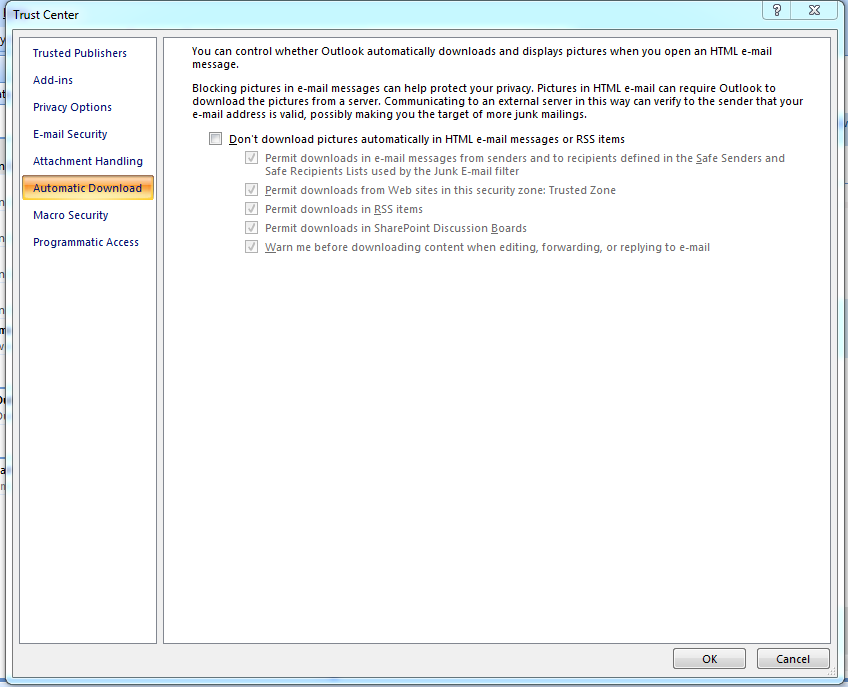 Trust Center
Trusted Publishers
Add-ins
Privacy Options
E-mail Security
Attachment Handling
Automatic Download
Macro Security
Programmatic Access
You can control whether Outlook automatically downloads and displays pictures when you open an HTML e-mail
message.
Blocking pictures in e-mail messages can help protect your privacy. Pictures in HTML e-mail can require Outlook to
download the pictures from a server. Communicating to an external server in this way can verify to the sender that your
e-mail address is valid, possibly making you the target of more junk mailings.
Don't download pictures automatically in HTML e-mail messages or RSS items
Permit downloads in e-mail messages from senders and to recipients defined in the Safe Senders and
Safe Recipients Lists used by the Junk E-mail filter
Permit downloads from Web sites in this security zone: Trusted Zone
Permit downloads in RSS items
Permit downloads in SharePoint Discussion Boards
Warn me before downloading content when editing, forwarding, or replying to e-mail
OK
Cancel